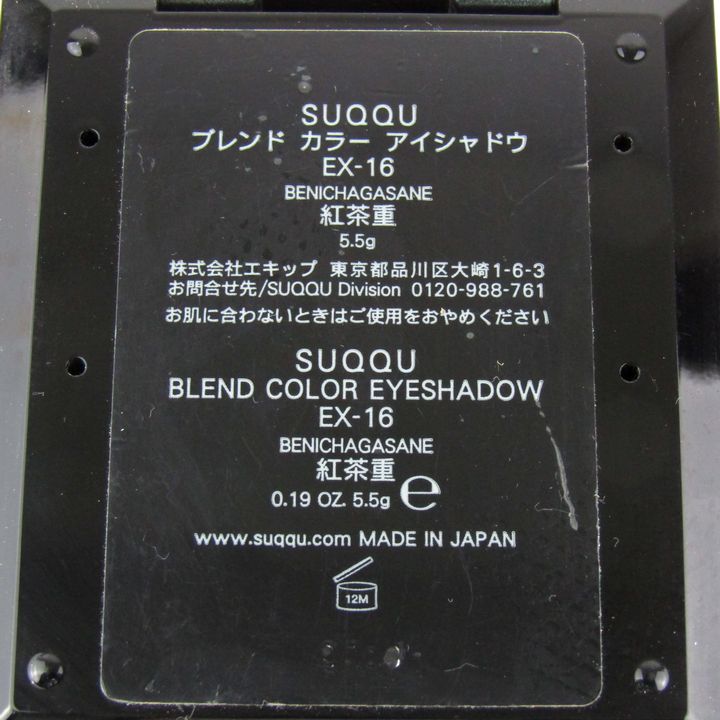 SUQQU
ブレンド カラー アイシャドウ
EX-16
BENICHAGASANE
紅茶重
5.5g
株式会社エキップ 東京都品川区大崎1-6-3
お問合せ先/SUQQU Division 0120-988-761
お肌に合わないときはご使用をおやめください
SUQQU
BLEND COLOR EYESHADOW
EX-16
BENICHAGASANE
紅茶重
0.19 OZ. 5.5g ℮
www.suqqu.com MADE IN JAPAN
12M